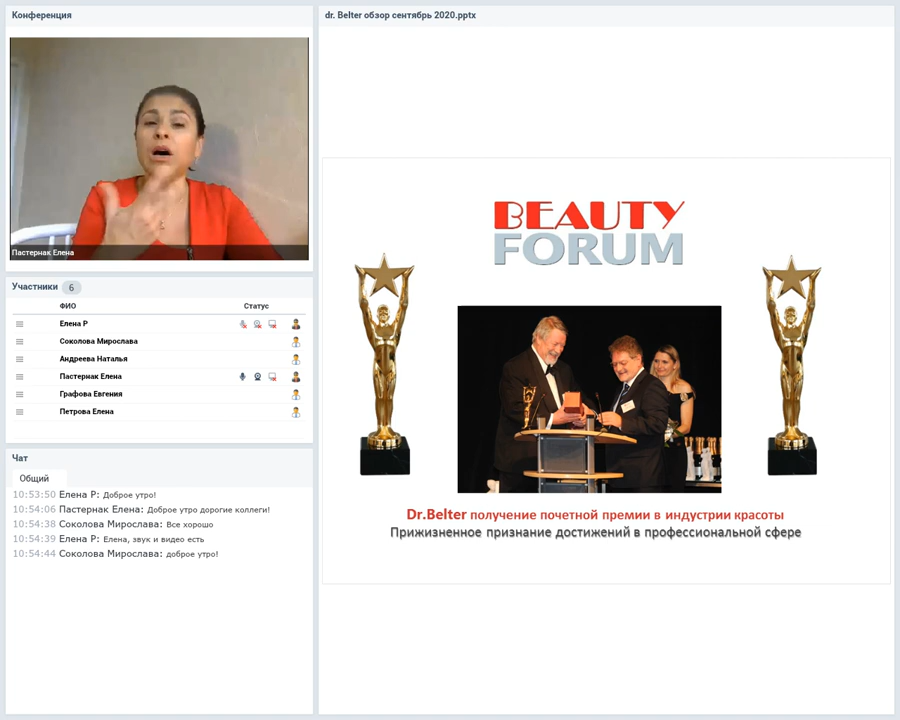 Конференция
Пастернак Елена
Участники 6
ФИО Статус
Елена Р
Соколова Мирослава
Андреева Наталья
Пастернак Елена
Графова Евгения
Петрова Елена
Чат
Общий
10:53:50 Елена Р: Доброе утро!
10:54:06 Пастернак Елена: Доброе утро дорогие коллеги!
10:54:38 Соколова Мирослава: Все хорошо
10:54:39 Елена Р: Елена, звук и видео есть
10:54:44 Соколова Мирослава: доброе утро!
dr. Belter обзор сентябрь 2020.pptx
BEAUTY
FORUM
Dr.Belter получение почетной премии в индустрии красоты
Прижизненное признание достижений в профессиональной сфере